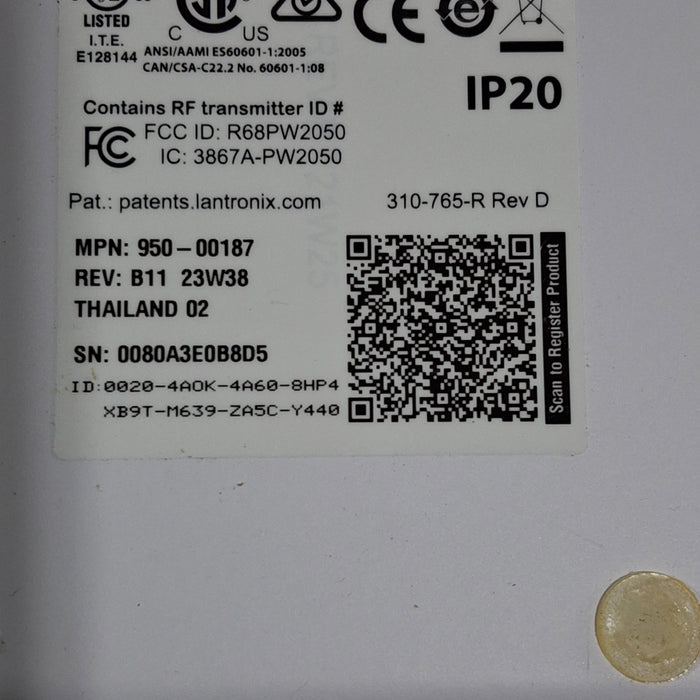 LISTED
I.T.E.
E128144
C US
ANSI/AAMI ES60601-1:2005
CAN/CSA-C22.2 No. 60601-1:08
IP20
Contains RF transmitter ID #
FC FCC ID: R68PW2050
IC: 3867A-PW2050
Pat.: patents.lantronix.com 310-765-R Rev D
MPN: 950-00187
REV: B11 23W38
THAILAND 02
SN: 0080A3E0B8D5
ID:0020-4AOK-4A60-8HP4
XB9T-M639-ZA5C-Y440
Scan to Register Product